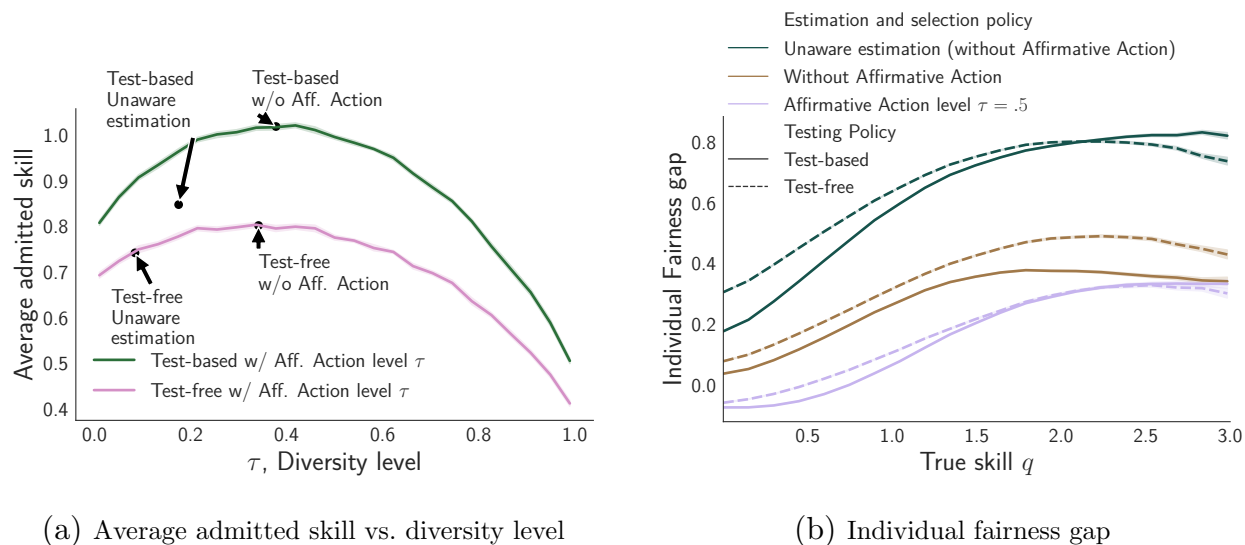 Test-based
Unaware
estimation
Test-based
w/o Aff. Action
Test-free
w/o Aff. Action
Test-free
Unaware
estimation
Test-based w/ Aff. Action level τ
Test-free w/ Aff. Action level τ
Average admitted skill
1.0
0.9
0.8
0.7
0.6
0.5
0.4
0.0 0.2 0.4 0.6 0.8 1.0
τ, Diversity level
(a) Average admitted skill vs. diversity level
Estimation and selection policy
Unaware estimation (without Affirmative Action)
Without Affirmative Action
Affirmative Action level τ = .5
Testing Policy
Test-based
Test-free
Individual Fairness gap
0.8
0.6
0.4
0.2
0.0
0.5 1.0 1.5 2.0 2.5 3.0
True skill q
(b) Individual fairness gap